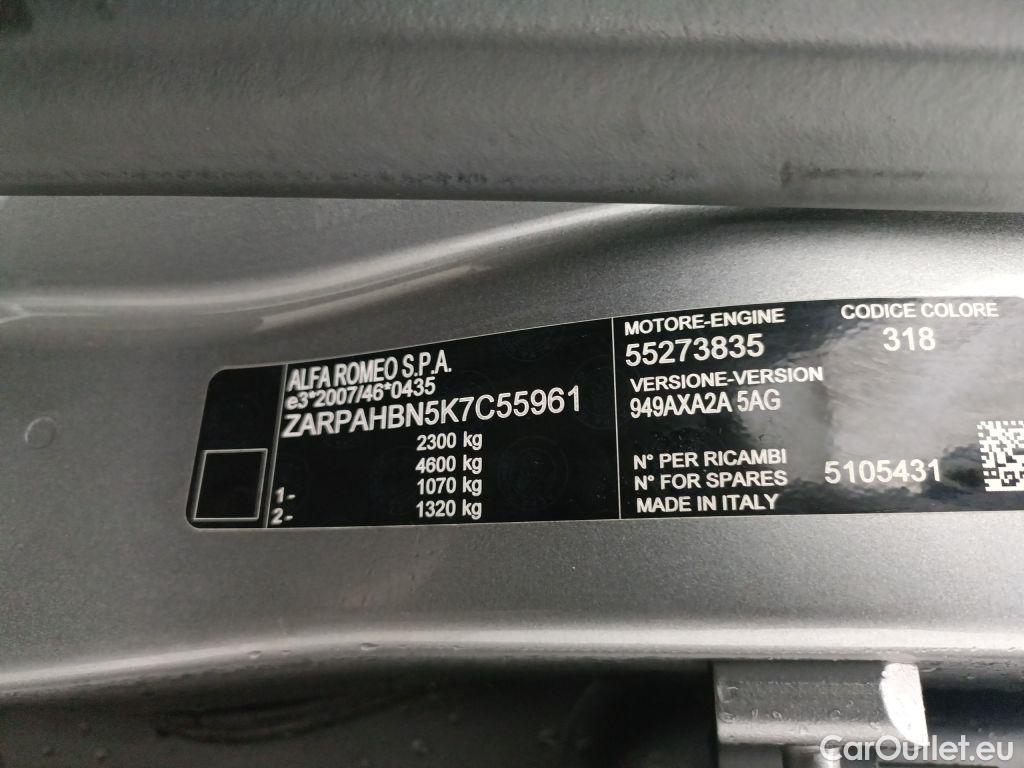 ALFA ROMEO S.P.A.
e3*2007/46*0435
ZARPAHBN5K7C55961
2300 kg
4600 kg
1- 1070 kg
2- 1320 kg
MOTORE-ENGINE
55273835
CODICE COLORE
318
VERSIONE-VERSION
949AXA2A 5AG
N° PER RICAMBI
N° FOR SPARES 5105431
MADE IN ITALY
CarOutlet.eu